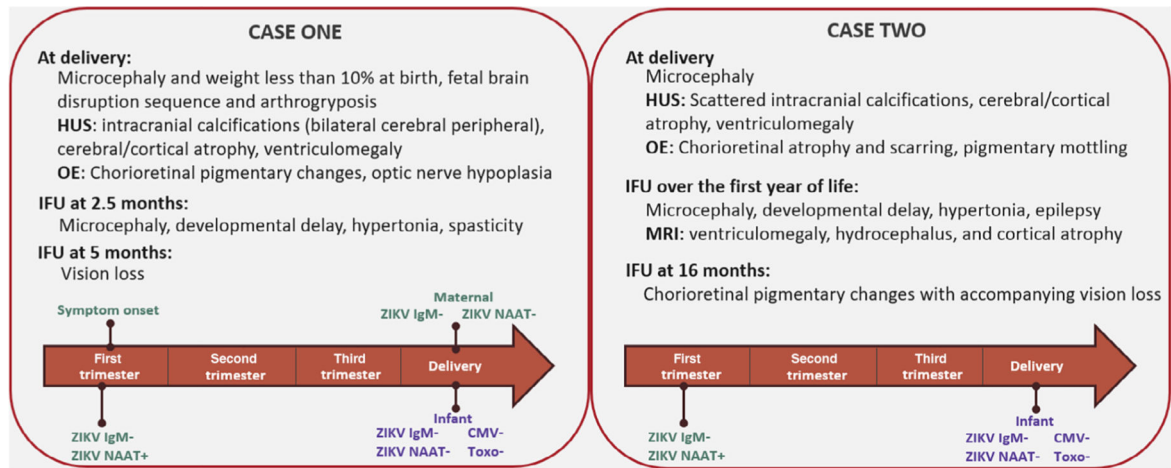 CASE ONE
At delivery:
Microcephaly and weight less than 10% at birth, fetal brain
disruption sequence and arthrogryposis
HUS: intracranial calcifications (bilateral cerebral peripheral),
cerebral/cortical atrophy, ventriculomegaly
OE: Chorioretinal pigmentary changes, optic nerve hypoplasia
IFU at 2.5 months:
Microcephaly, developmental delay, hypertonia, spasticity
IFU at 5 months:
Vision loss
Symptom onset
Maternal
ZIKV IgM- ZIKV NAAT-
First
trimester
Second
trimester
Third
trimester
Delivery
ZIKV IgM-
ZIKV NAAT+
Infant
ZIKV IgM- CMV-
ZIKV NAAT- Toxo-
CASE TWO
At delivery
Microcephaly
HUS: Scattered intracranial calcifications, cerebral/cortical
atrophy, ventriculomegaly
OE: Chorioretinal atrophy and scarring, pigmentary mottling
IFU over the first year of life:
Microcephaly, developmental delay, hypertonia, epilepsy
MRI: ventriculomegaly, hydrocephalus, and cortical atrophy
IFU at 16 months:
Chorioretinal pigmentary changes with accompanying vision loss
First
trimester
Second
trimester
Third
trimester
Delivery
ZIKV IgM-
ZIKV NAAT+
Infant
ZIKV IgM- CMV-
ZIKV NAAT- Toxo-